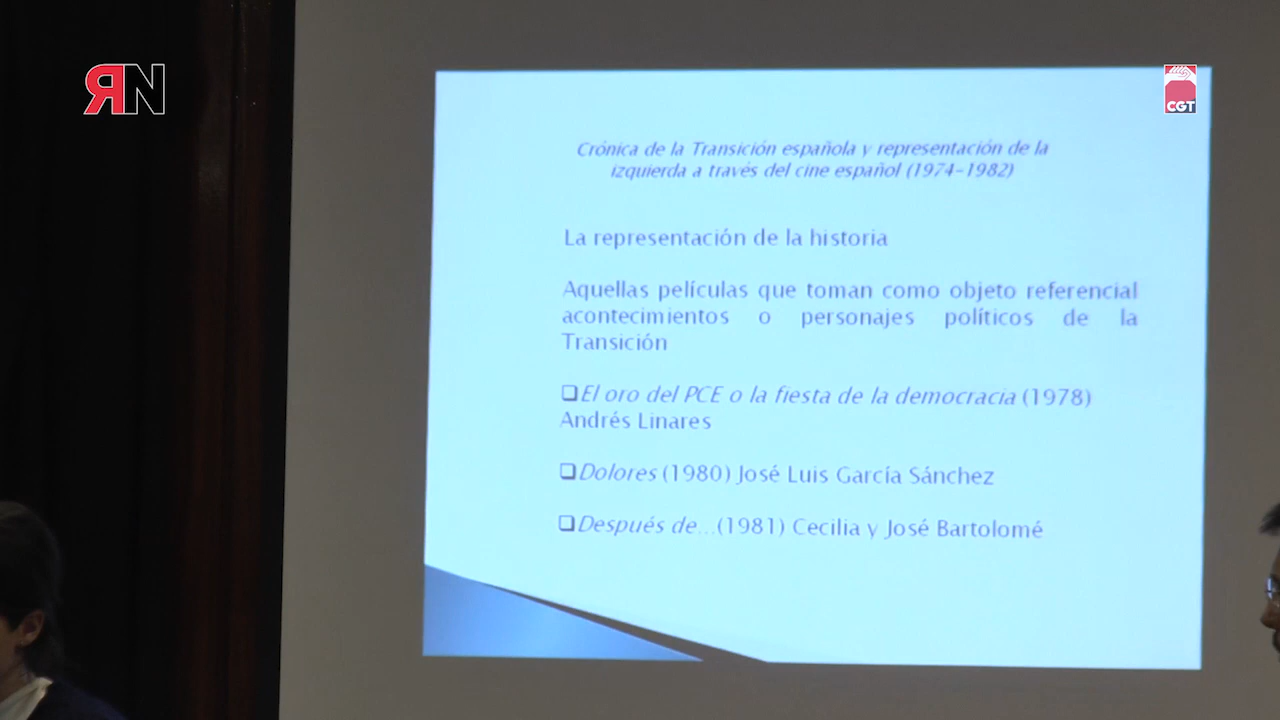 ЯN
CGT
Crónica de la Transición española y representación de la
izquierda a través del cine español (1974-1982)
La representación de la historia
Aquellas películas que toman como objeto referencial
acontecimientos o personajes políticos de la
Transición
❑El oro del PCE o la fiesta de la democracia (1978)
Andrés Linares
❑Dolores (1980) José Luis García Sánchez
❑Después de...(1981) Cecilia y José Bartolomé